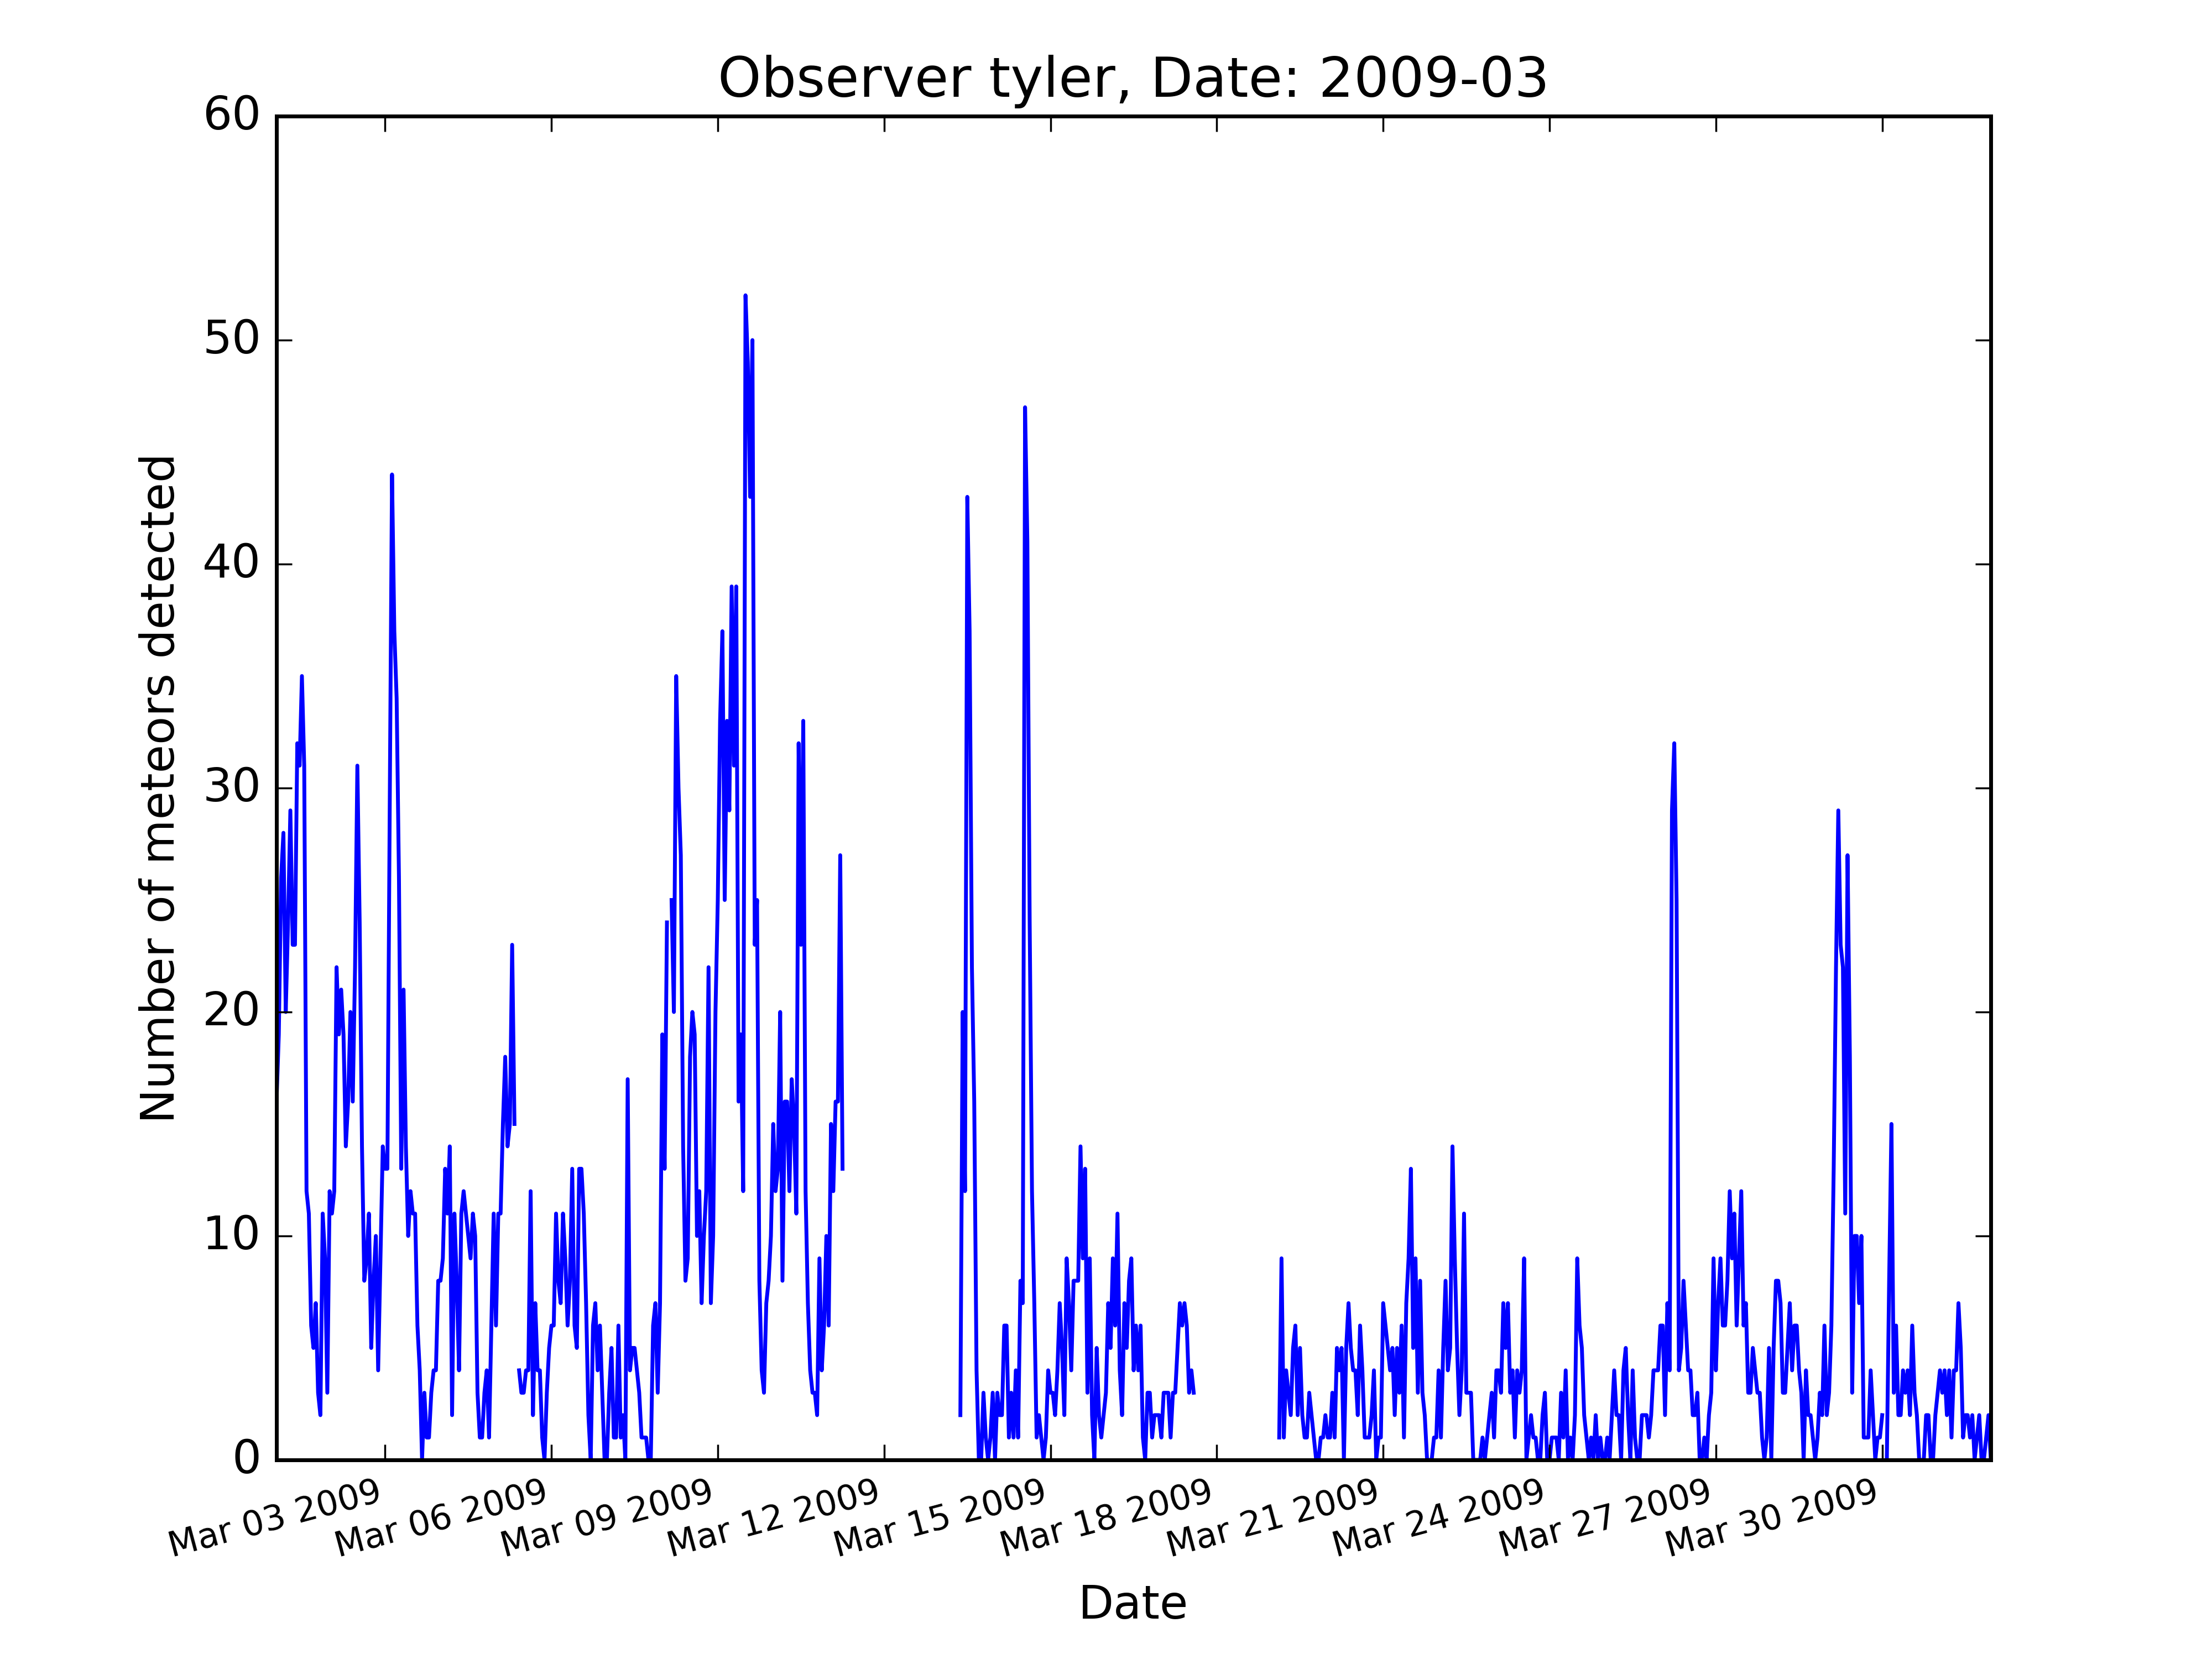 Observer tyler, Date: 2009-03
60
50
40
30
20
10
0
Number of meteors detected
Mar 03 2009
Mar 06 2009
Mar 09 2009
Mar 12 2009
Mar 15 2009
Mar 18 2009
Mar 21 2009
Mar 24 2009
Mar 27 2009
Mar 30 2009
Date